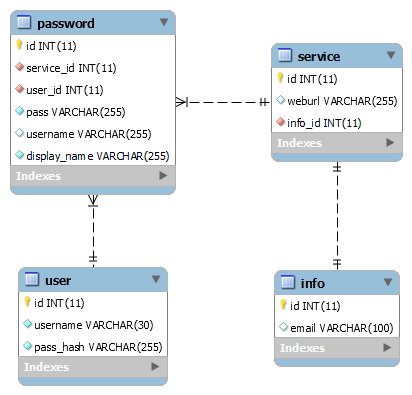 password
id INT(11)
service_id INT(11)
user_id INT(11)
pass VARCHAR(255)
username VARCHAR(255)
display_name VARCHAR(255)
Indexes
service
id INT(11)
weburl VARCHAR(255)
info_id INT(11)
Indexes
user
id INT(11)
username VARCHAR(30)
pass_hash VARCHAR(255)
Indexes
info
id INT(11)
email VARCHAR(100)
Indexes